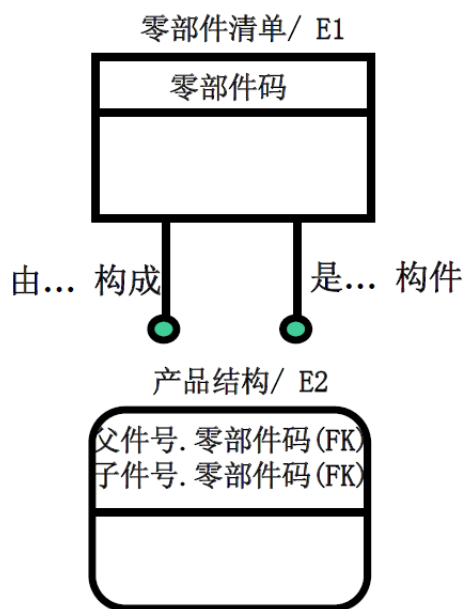 零部件清单/ E1
零部件码
由... 构成
是... 构件
产品结构/ E2
父件号.零部件码(FK)
子件号.零部件码(FK)